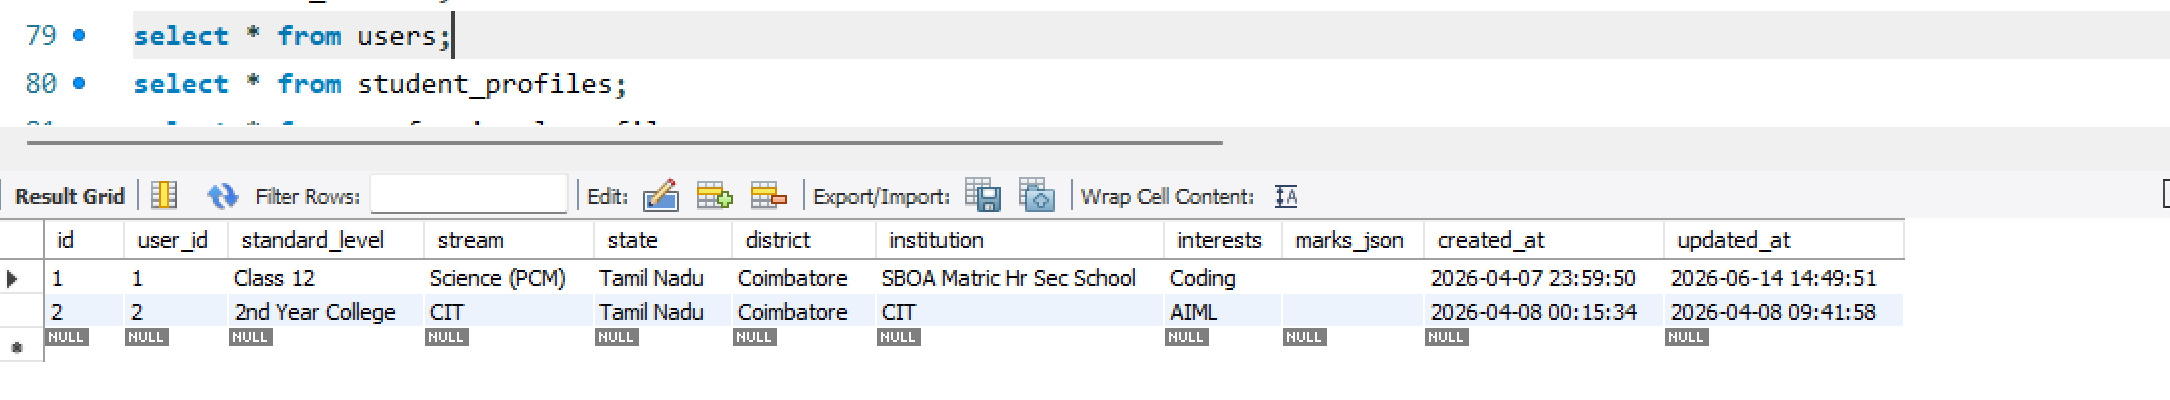 79 select * from users;
80 select * from student_profiles;
Result Grid Filter Rows: Edit: Export/Import: Wrap Cell Content:
id user_id standard_level stream state district institution interests marks_json created_at updated_at
1 1 Class 12 Science (PCM) Tamil Nadu Coimbatore SBOA Matric Hr Sec School Coding 2026-04-07 23:59:50 2026-06-14 14:49:51
2 2 2nd Year College CIT Tamil Nadu Coimbatore CIT AIML 2026-04-08 00:15:34 2026-04-08 09:41:58
NULL NULL NULL NULL NULL NULL NULL NULL NULL NULL NULL